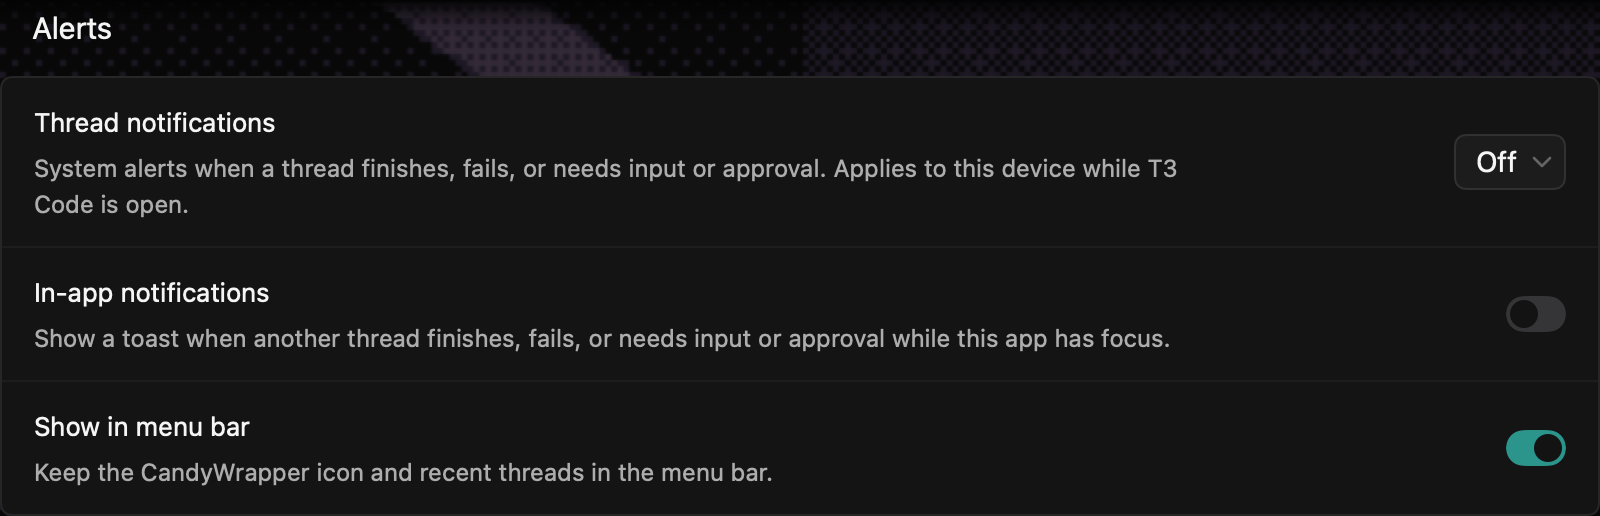 Alerts
Thread notifications
System alerts when a thread finishes, fails, or needs input or approval. Applies to this device while T3
Code is open.
Off
In-app notifications
Show a toast when another thread finishes, fails, or needs input or approval while this app has focus.
Show in menu bar
Keep the CandyWrapper icon and recent threads in the menu bar.